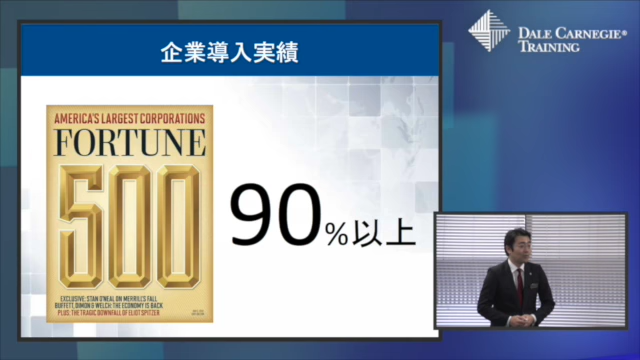 企業導入実績
AMERICA'S LARGEST CORPORATIONS
FORTUNE
500
EXCLUSIVE: STAN O'NEAL ON MERRILL'S FALL
BUFFETT, DIMON & WELCH: THE ECONOMY IS BACK
PLUS: THE TRAGIC DOWNFALL OF ELIOT SPITZER
90%以上
DALE CARNEGIE®
TRAINING